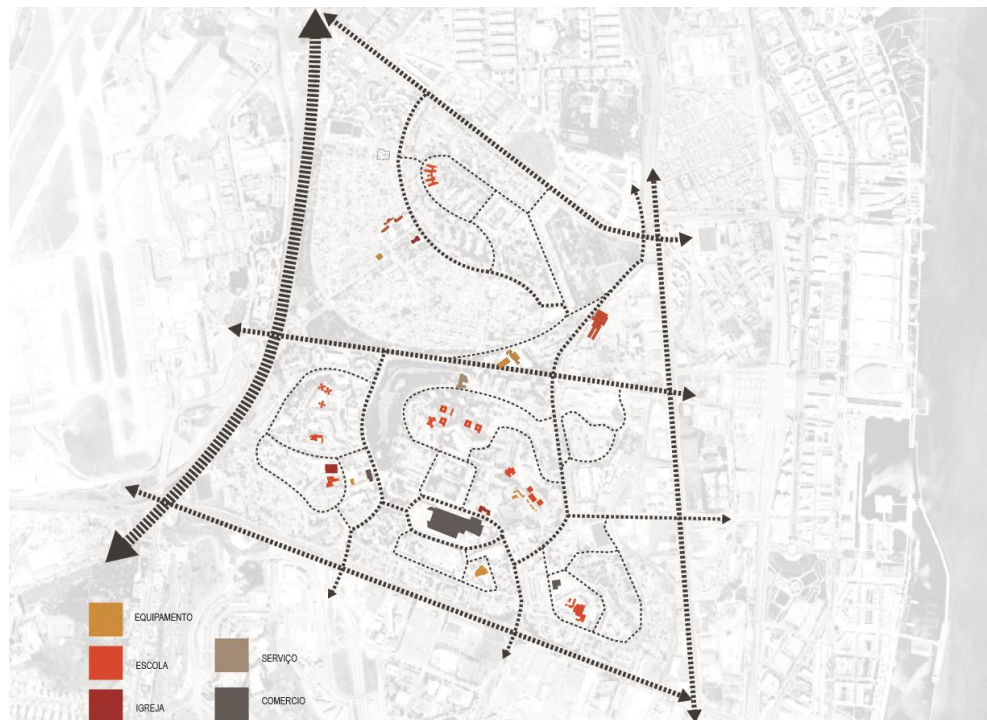 EQUIPAMENTO
ESCOLA
IGREJA
SERVIÇO
COMERCIO